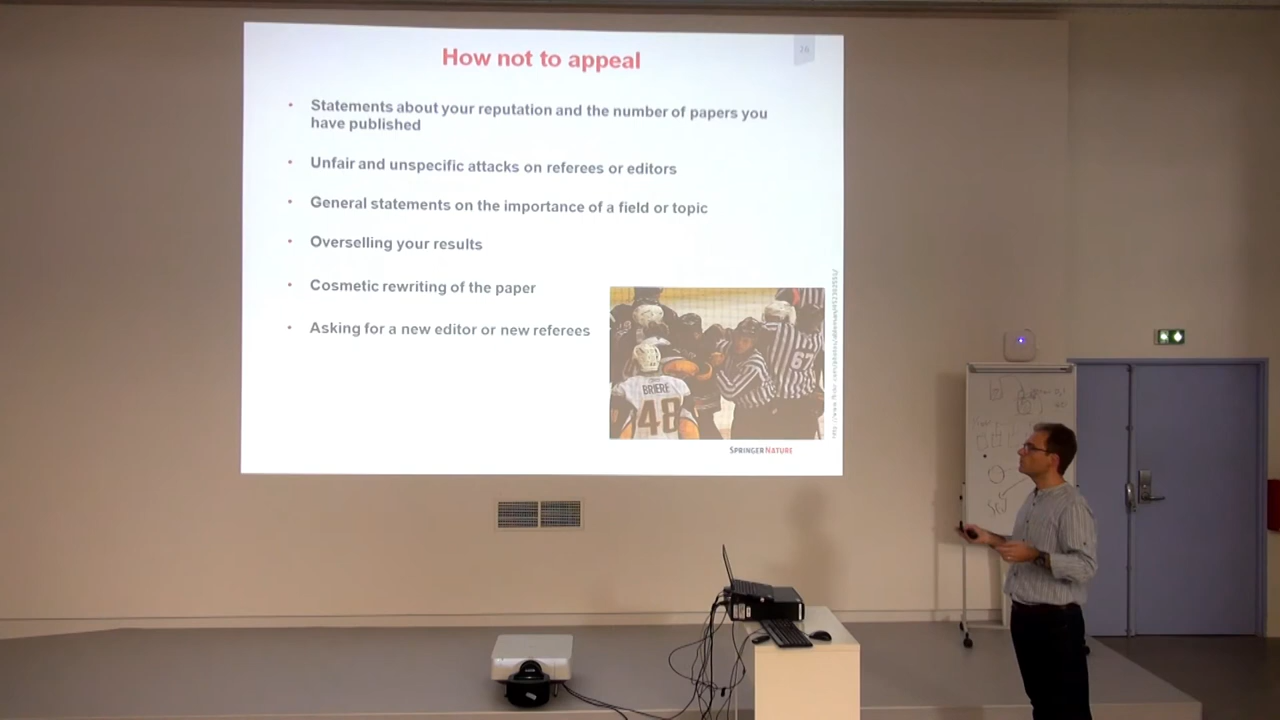 How not to appeal
16
• Statements about your reputation and the number of papers you
have published
• Unfair and unspecific attacks on referees or editors
• General statements on the importance of a field or topic
• Overselling your results
• Cosmetic rewriting of the paper
• Asking for a new editor or new referees
BRIERE
48
67
SPRINGER NATURE